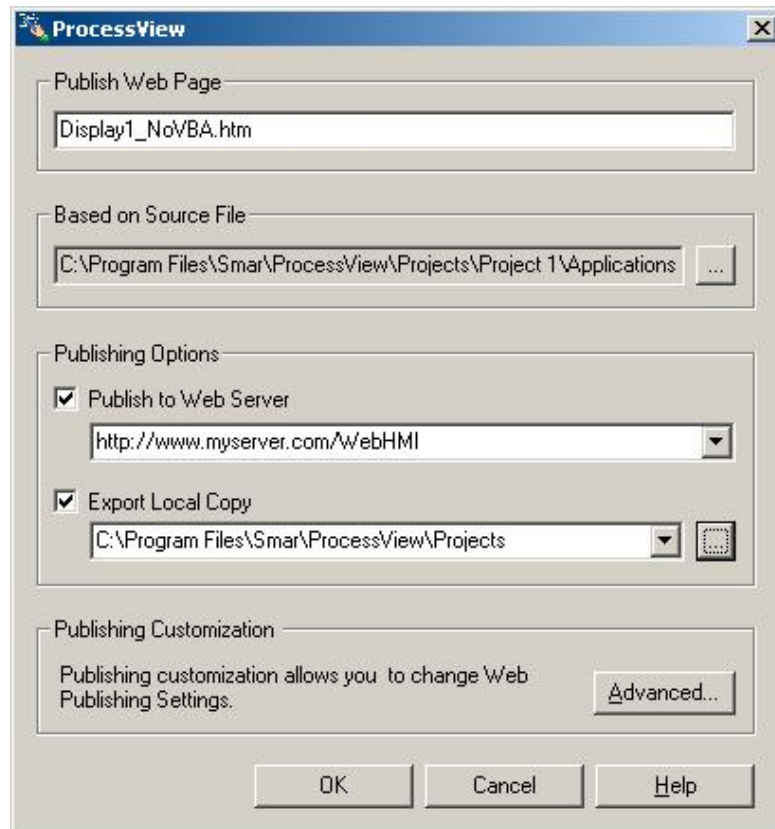 ProcessView
Publish Web Page
Display1_NoVBA.htm
Based on Source File
C:\Program Files\Smar\ProcessView\Projects\Project 1\Applications
...
Publishing Options
Publish to Web Server
http://www.myserver.com/WebHMI
Export Local Copy
C:\Program Files\Smar\ProcessView\Projects
...
Publishing Customization
Publishing customization allows you to change Web
Publishing Settings.
Advanced...
OK Cancel Help